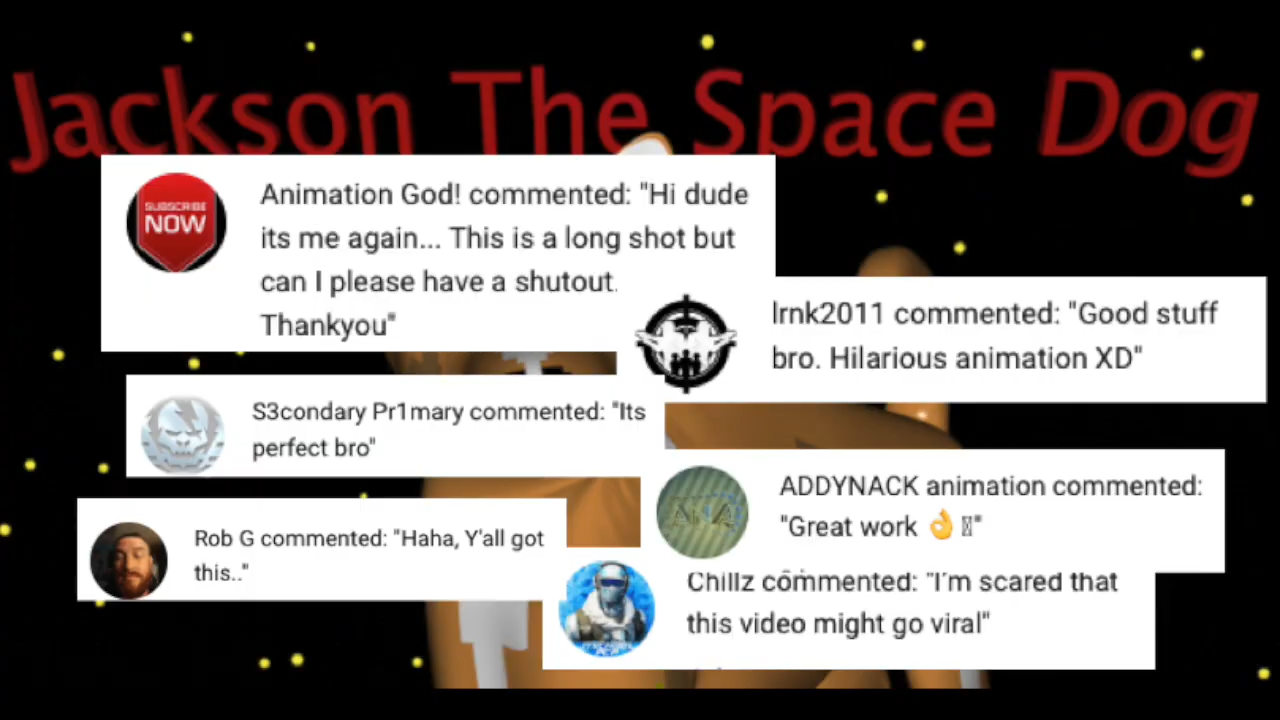 Jackson The Space Dog
SUBSCRIBE
NOW
Animation God! commented: "Hi dude
its me again... This is a long shot but
can I please have a shutout.
Thankyou"
lrnk2011 commented: "Good stuff
bro. Hilarious animation XD"
S3condary Pr1mary commented: "Its
perfect bro"
ADDYNACK animation commented:
"Great work 👌"
Rob G commented: "Haha, Y'all got
this.."
Chillz commented: "I'm scared that
this video might go viral"